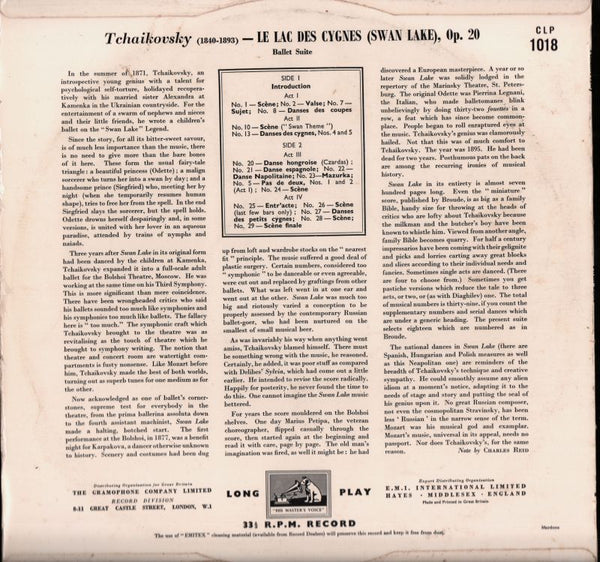 Tchaikovsky (1840-1893) — LE LAC DES CYGNES (SWAN LAKE), Op. 20
Ballet Suite
CLP
1018
In the summer of 1871, Tchaikovsky, an
introspective young genius with a talent for
psychological self-torture, holidayed recupera-
tively with his married sister Alexandra at
Kamenka in the Ukrainian countryside. For the
entertainment of a swarm of nephews and nieces
and their little friends, he wrote a children's
ballet on the "Swan Lake" Legend.
Since the story, for all its bitter-sweet savour,
is of much less importance than the music, there
is no need to give more than the bare bones
of it here. These form the usual fairy-tale
triangle: a beautiful princess (Odette); a malign
sorcerer who turns her into a swan by day; and a
handsome prince (Siegfried) who, meeting her by
night (when she temporarily resumes human
shape), tries to free her from the spell. In the end
Siegfried slays the sorcerer, but the spell holds.
Odette drowns herself despairingly and, in some
versions, is united with her lover in an aqueous
paradise, attended by trains of nymphs and
naiads.
Three years after Swan Lake in its original form
had been danced by the children at Kamenka,
Tchaikovsky expanded it into a full-scale adult
ballet for the Bolshoi Theatre, Moscow. He was
working at the same time on his Third Symphony.
This is more significant than mere coincidence.
There have been wrongheaded critics who said
his ballets sounded too much like symphonies and
his symphonies too much like ballets. The fallacy
here is "too much." The symphonic craft which
Tchaikovsky brought to the theatre was as
revitalising as the touch of theatre which he
brought to symphony writing. The notion that
theatre and concert room are watertight com-
partments is fusty nonsense. Like Mozart before
him, Tchaikovsky made the best of both worlds,
turning out as superb tunes for one medium as for
the other.
Now acknowledged as one of ballet's corner-
stones, supreme test for everybody in the
theatre, from the prima ballerina assoluta down
to the fourth assistant machinist, Swan Lake
made a halting, botched start. The first
performance at the Bolshoi, in 1877, was a benefit
night for Karpakova, a dancer otherwise unknown
to history. Scenery and costumes had been dug
SIDE 1
Introduction
Act I
No. 1 — Scène; No. 2 — Valse; No. 7 —
Sujet; No. 8 — Danses des coupes
Act II
No. 10 — Scène ("Swan Theme")
No. 13 — Danses des cygnes, Nos. 4 and 5
SIDE 2
Act III
No. 20 — Danse hongroise (Czardas);
No. 21 — Danse espagnole; No. 22 —
Danse Napolitaine; No. 23 — Mazurka;
No. 5 — Pas de deux, Nos. 1 and 2
(Act I); No. 24 — Scène
Act IV
No. 25 — Entr'acte; No. 26 — Scène
(last few bars only); No. 27 — Danses
des petits cygnes; No. 28 — Scène;
No. 29 — Scène finale
up from loft and wardrobe stocks on the "nearest
fit" principle. The music suffered a good deal of
plastic surgery. Certain numbers, considered too
"symphonic" to be danceable or even agreeable,
were cut out and replaced by graftings from other
ballets. What was left went in at one ear and
went out at the other. Swan Lake was much too
big and riotously varied a conception to be
properly assessed by the contemporary Russian
ballet-goer, who had been nurtured on the
smallest of small musical beer.
As was invariably his way when anything went
amiss, Tchaikovsky blamed himself. There must
be something wrong with the music, he reasoned.
Certainly, he added, it was poor stuff as compared
with Delibes' Sylvia, which had come out a little
earlier. He intended to revise the score radically.
Happily for posterity, he never found the time to
do this. One cannot imagine the Swan Lake music
bettered.
For years the score mouldered on the Bolshoi
shelves. One day Marius Petipa, the veteran
choreographer, flipped casually through the
score, then started again at the beginning and
read it with care, page by page. The old man's
imagination was fired, as well it might be: he had
discovered a European masterpiece. A year or so
later Swan Lake was solidly lodged in the
repertory of the Marinsky Theatre, St. Peters-
burg. The original Odette was Pierrina Legnani,
the Italian, who made balletomanes blink
unbelievingly by doing thirty-two fouettes in a
row, a feat which has since become common-
place. People began to roll enraptured eyes at
the music. Tchaikovsky's genius was clamorously
hailed. Not that this was of much comfort to
Tchaikovsky. The year was 1895. He had been
dead for two years. Posthumous pats on the back
are among the recurring ironies of musical
history.
Swan Lake in its entirety is almost seven
hundred pages long. Even the "miniature"
score, published by Broude, is as big as a family
Bible, handy size for throwing at the heads of
critics who are lofty about Tchaikovsky because
the milkman and the butcher's boy have been
known to whistle him. Viewed from another angle,
family Bible becomes quarry. For half a century
impresarios have been coming with their gelignite
and picks and lorries carting away great blocks
and slices according to their individual needs and
fancies. Sometimes single acts are danced. (There
are four to choose from.) Sometimes you get
pastiche versions which reduce the tale to three
acts, or two, or (as with Diaghilev) one. The total
of musical numbers is thirty-nine, if you count the
supplementary numbers and serial dances which
are under a generic heading. The present suite
selects eighteen which are numbered as in
Broude.
The national dances in Swan Lake (there are
Spanish, Hungarian and Polish measures as well
as this Neapolitan one) are reminders of the
breadth of Tchaikovsky's technique and creative
sympathy. He could smoothly assume any alien
idiom at a moment's notice, adapting it to the
needs of stage and story and putting the seal of
his genius upon it. No great Russian composer,
not even the cosmopolitan Stravinsky, has been
less 'Russian' in the narrow sense of the term.
Mozart was his musical god and examplar.
Mozart's music, universal in its appeal, needs no
passport. Nor does Tchaikovsky's, for the same
reason.
Note by CHARLES REID
Distributing Organisation for Great Britain
THE GRAMOPHONE COMPANY LIMITED
RECORD DIVISION
8-11 GREAT CASTLE STREET, LONDON, W.1
LONG PLAY
"HIS MASTER'S VOICE"
33⅓ R.P.M. RECORD
Export Distributing Organisation
E.M.I. INTERNATIONAL LIMITED
HAYES · MIDDLESEX · ENGLAND
Made and Printed in Great Britain
The use of "EMITEX" cleaning material (available from Record Dealers) will preserve this record and keep it free from dust.